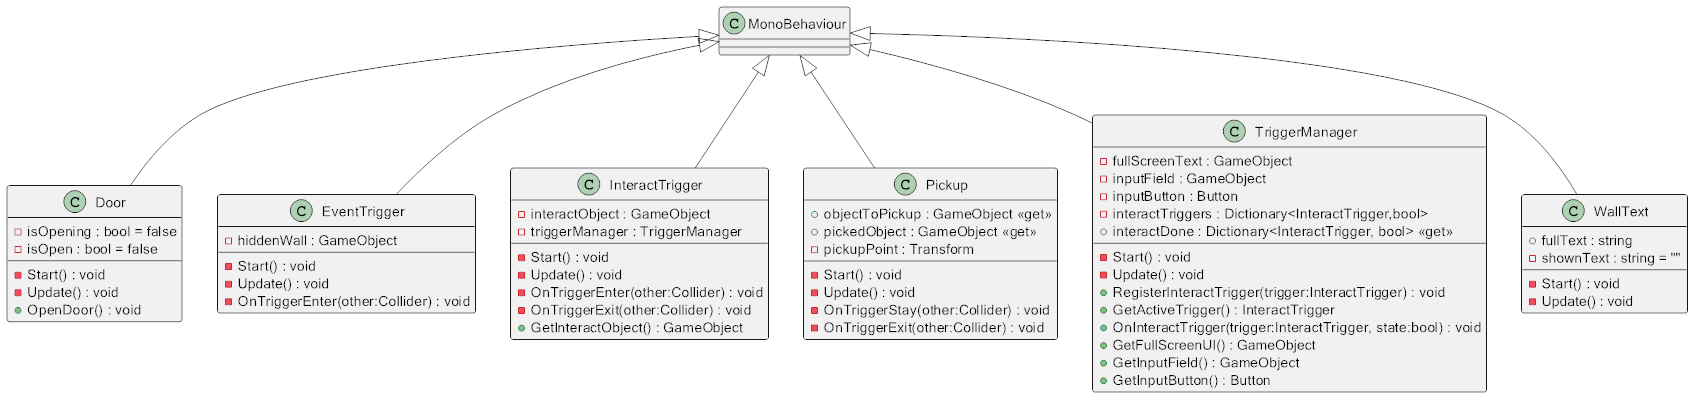 C MonoBehaviour
C Door
isOpening : bool = false
isOpen : bool = false
Start() : void
Update() : void
OpenDoor() : void
C EventTrigger
hiddenWall : GameObject
Start() : void
Update() : void
OnTriggerEnter(other:Collider) : void
C InteractTrigger
interactObject : GameObject
triggerManager : TriggerManager
Start() : void
Update() : void
OnTriggerEnter(other:Collider) : void
OnTriggerExit(other:Collider) : void
GetInteractObject() : GameObject
C Pickup
objectToPickup : GameObject «get»
pickedObject : GameObject «get»
pickupPoint : Transform
Start() : void
Update() : void
OnTriggerStay(other:Collider) : void
OnTriggerExit(other:Collider) : void
C TriggerManager
fullScreenText : GameObject
inputField : GameObject
inputButton : Button
interactTriggers : Dictionary<InteractTrigger,bool>
interactDone : Dictionary<InteractTrigger, bool> «get»
Start() : void
Update() : void
RegisterInteractTrigger(trigger:InteractTrigger) : void
GetActiveTrigger() : InteractTrigger
OnInteractTrigger(trigger:InteractTrigger, state:bool) : void
GetFullScreenUI() : GameObject
GetInputField() : GameObject
GetInputButton() : Button
C WallText
fullText : string
shownText : string = ""
Start() : void
Update() : void